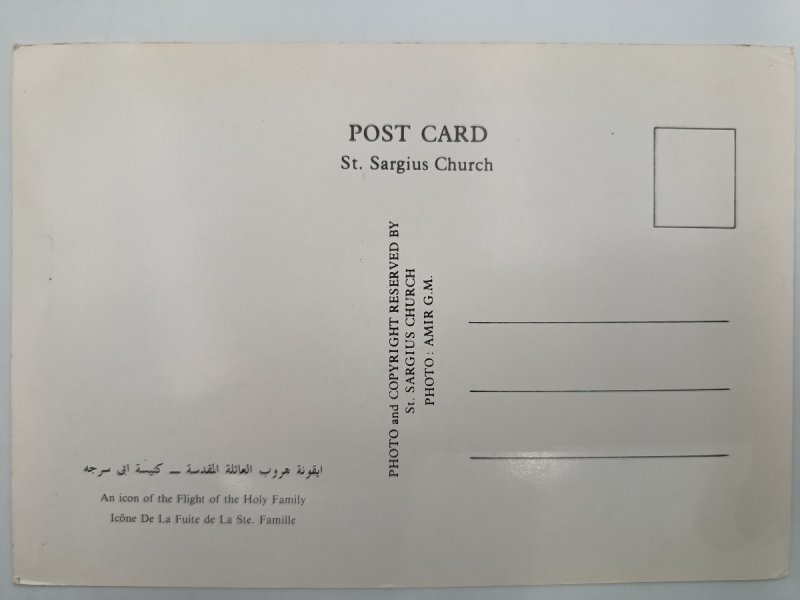 POST CARD
St. Sargius Church
PHOTO and COPYRIGHT RESERVED BY
St. SARGIUS CHURCH
PHOTO: AMIR G.M.
ايقونة هروب العائلة المقدسة — كنيسة ابى سرجه
An icon of the Flight of the Holy Family
Icône De La Fuite de La Ste. Famille